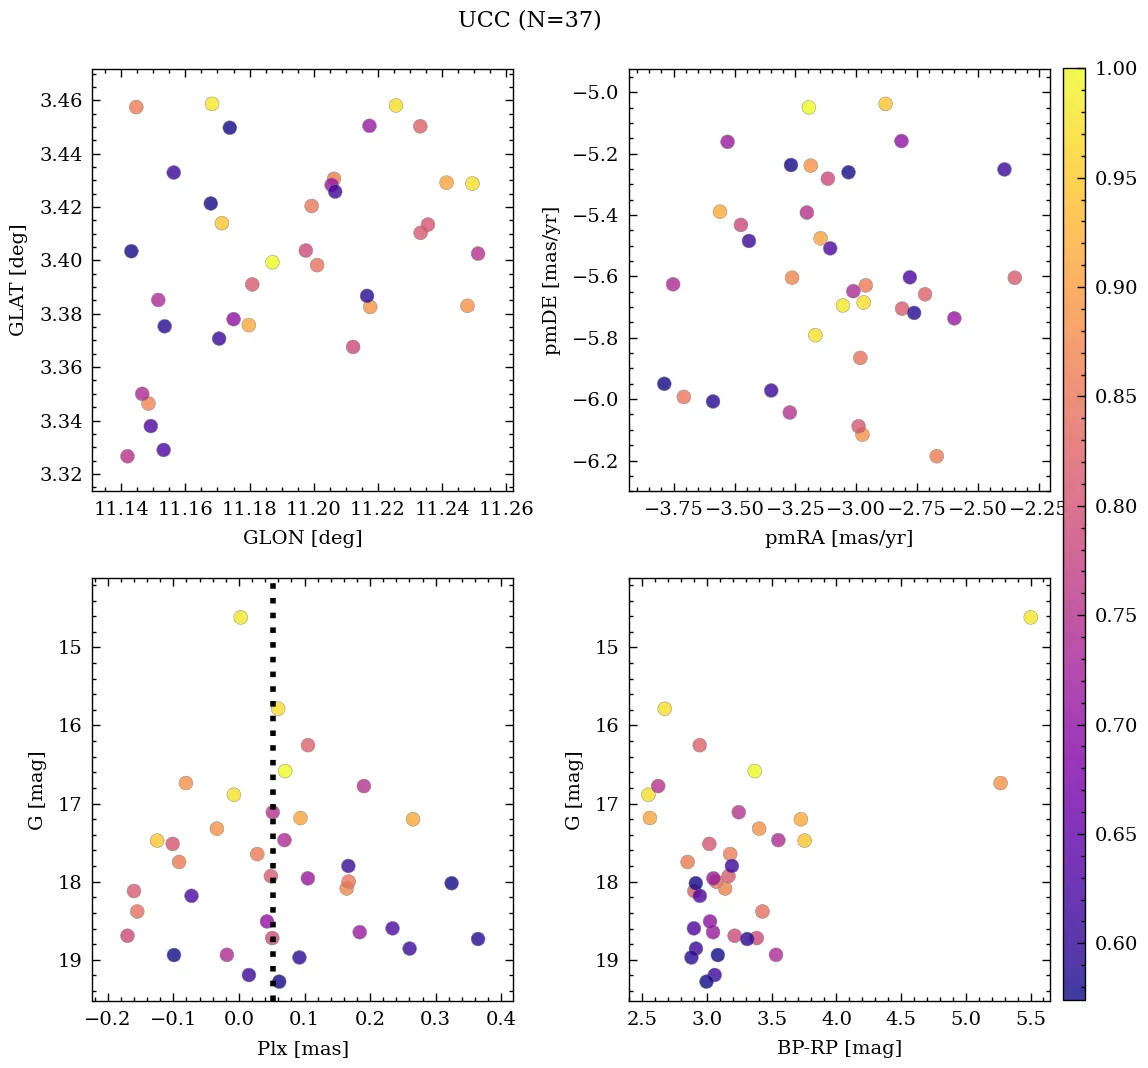 UCC (N=37)
3.46
3.44
3.42
3.40
3.38
3.36
3.34
3.32
GLAT [deg]
11.14 11.16 11.18 11.20 11.22 11.24 11.26
GLON [deg]
−5.0
−5.2
−5.4
−5.6
−5.8
−6.0
−6.2
pmDE [mas/yr]
−3.75 −3.50 −3.25 −3.00 −2.75 −2.50 −2.25
pmRA [mas/yr]
15
16
17
18
19
G [mag]
−0.2 −0.1 0.0 0.1 0.2 0.3 0.4
Plx [mas]
15
16
17
18
19
G [mag]
2.5 3.0 3.5 4.0 4.5 5.0 5.5
BP-RP [mag]
1.00
0.95
0.90
0.85
0.80
0.75
0.70
0.65
0.60